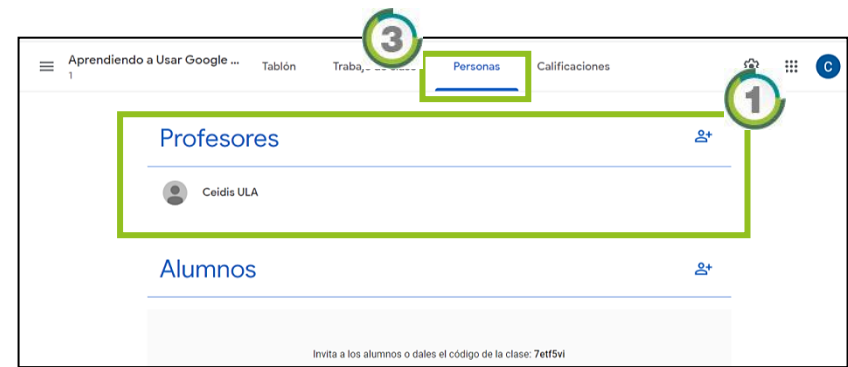 3
Aprendiendo a Usar Google ... Tablón Personas Calificaciones
1 C
1
Profesores
Ceidis ULA
Alumnos
Invita a los alumnos o dales el código de la clase: 7etf5vi